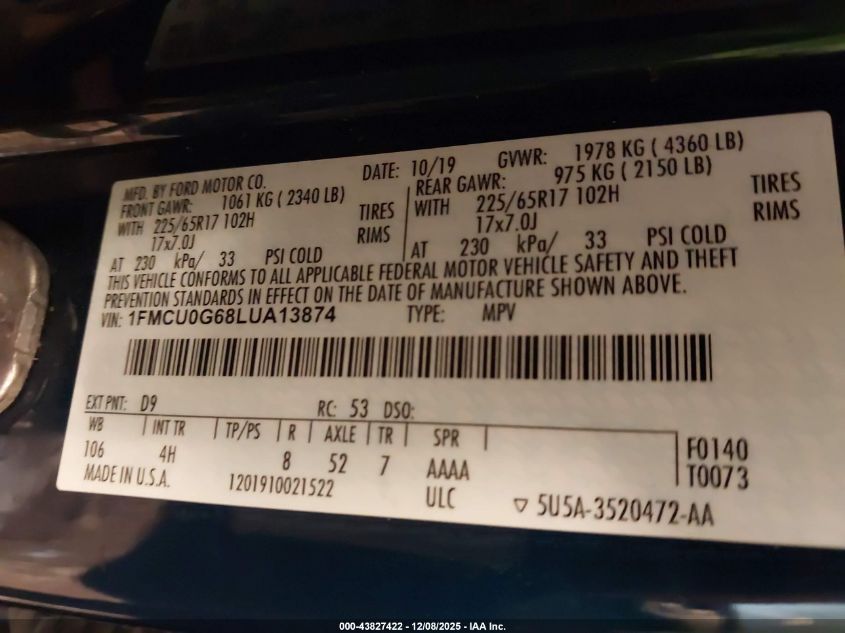 MFD. BY FORD MOTOR CO. DATE: 10/19 GVWR: 1978 KG ( 4360 LB)
FRONT GAWR: 1061 KG ( 2340 LB) REAR GAWR: 975 KG ( 2150 LB)
WITH 225/65R17 102H TIRES WITH 225/65R17 102H TIRES
17x7.0J RIMS 17x7.0J RIMS
AT 230 kPa/ 33 PSI COLD AT 230 kPa/ 33 PSI COLD
THIS VEHICLE CONFORMS TO ALL APPLICABLE FEDERAL MOTOR VEHICLE SAFETY AND THEFT
PREVENTION STANDARDS IN EFFECT ON THE DATE OF MANUFACTURE SHOWN ABOVE.
VIN: 1FMCU0G68LUA13874 TYPE: MPV
EXT PNT: D9 RC: 53 DSO:
WB INT TR TP/PS R AXLE TR SPR
106 4H 8 52 7 AAAA
F0140
T0073
MADE IN U.S.A. 1201910021522 ULC ▽ 5U5A-3520472-AA
000-43827422 - 12/08/2025 - IAA Inc.